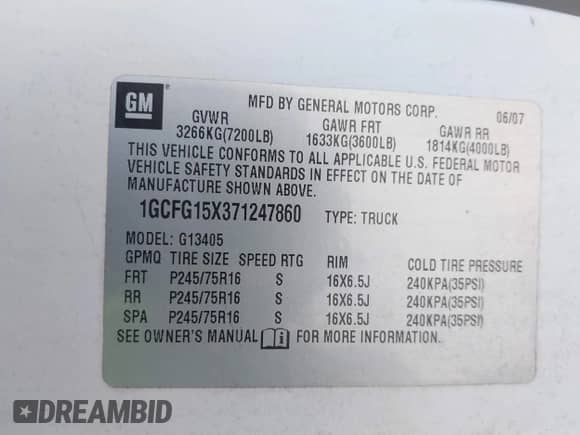 GM ®
MFD BY GENERAL MOTORS CORP. 06/07
GVWR GAWR FRT GAWR RR
3266KG(7200LB) 1633KG(3600LB) 1814KG(4000LB)
THIS VEHICLE CONFORMS TO ALL APPLICABLE U.S. FEDERAL MOTOR
VEHICLE SAFETY STANDARDS IN EFFECT ON THE DATE OF
MANUFACTURE SHOWN ABOVE.
1GCFG15X371247860 TYPE: TRUCK
MODEL: G13405
GPMQ TIRE SIZE SPEED RTG RIM COLD TIRE PRESSURE
FRT P245/75R16 S 16X6.5J 240KPA(35PSI)
RR P245/75R16 S 16X6.5J 240KPA(35PSI)
SPA P245/75R16 S 16X6.5J 240KPA(35PSI)
SEE OWNER'S MANUAL i FOR MORE INFORMATION.
#DREAMBID